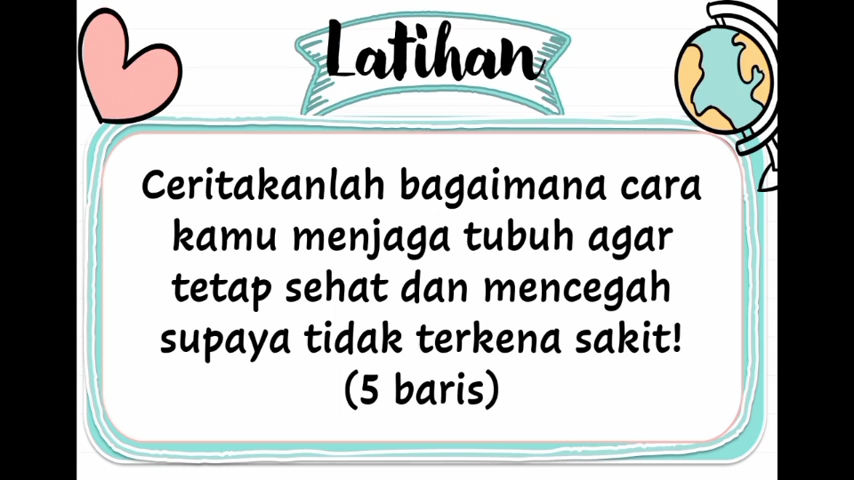 Latihan
Ceritakanlah bagaimana cara
kamu menjaga tubuh agar
tetap sehat dan mencegah
supaya tidak terkena sakit!
(5 baris)